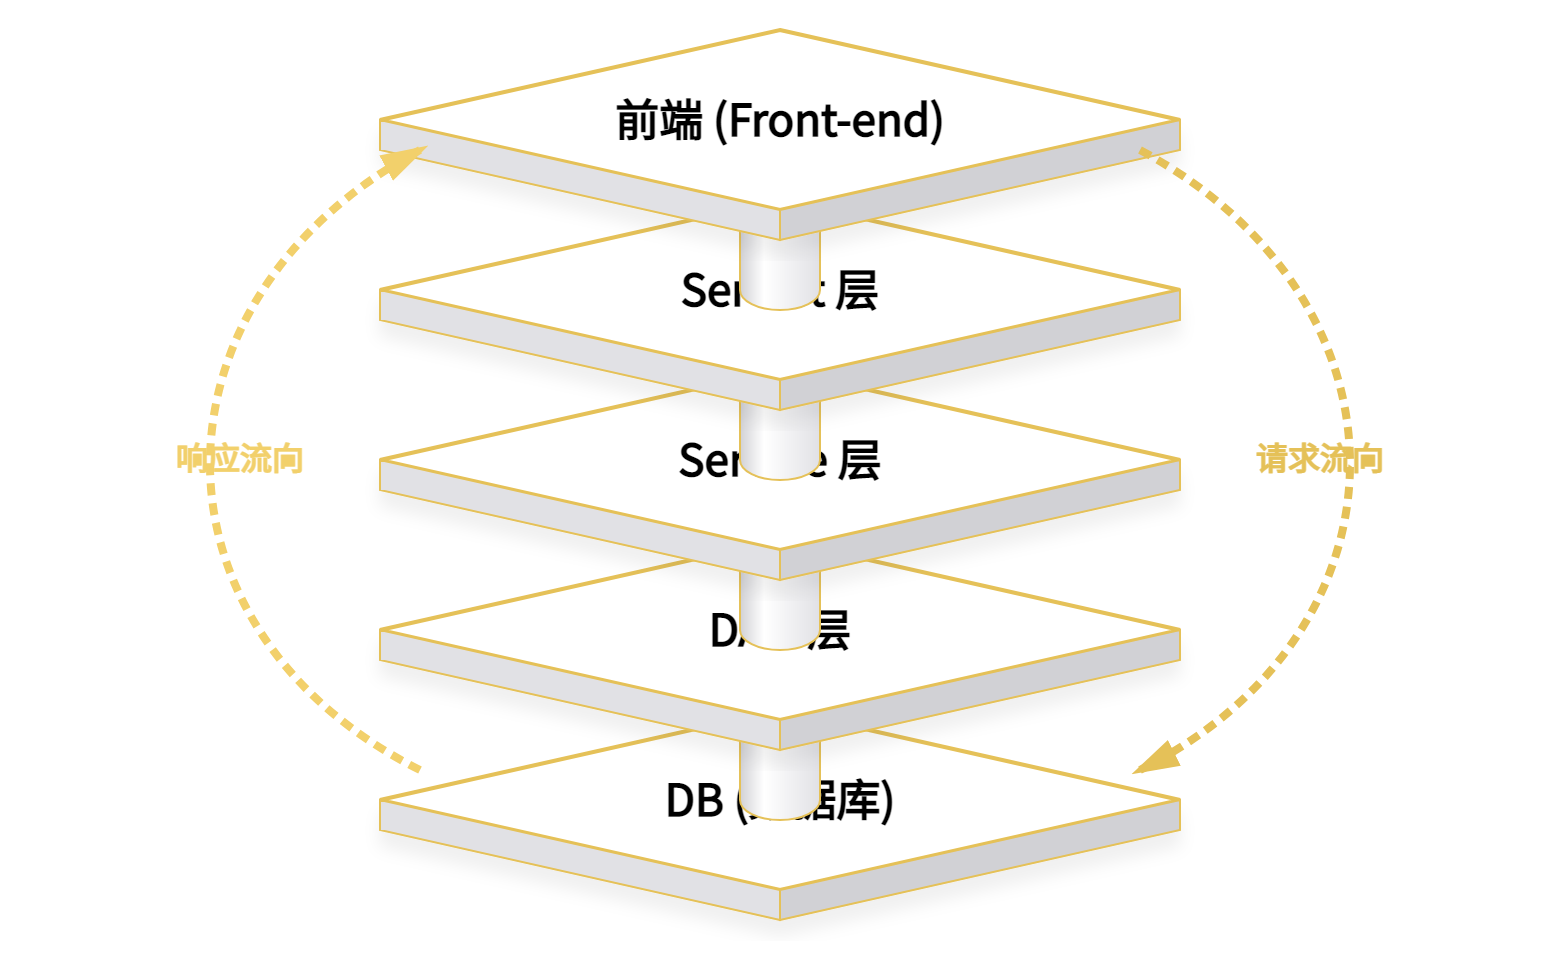 前端 (Front-end)
Ser t 层
Ser e 层
D 层
响应流向
请求流向
DB ( 据库)